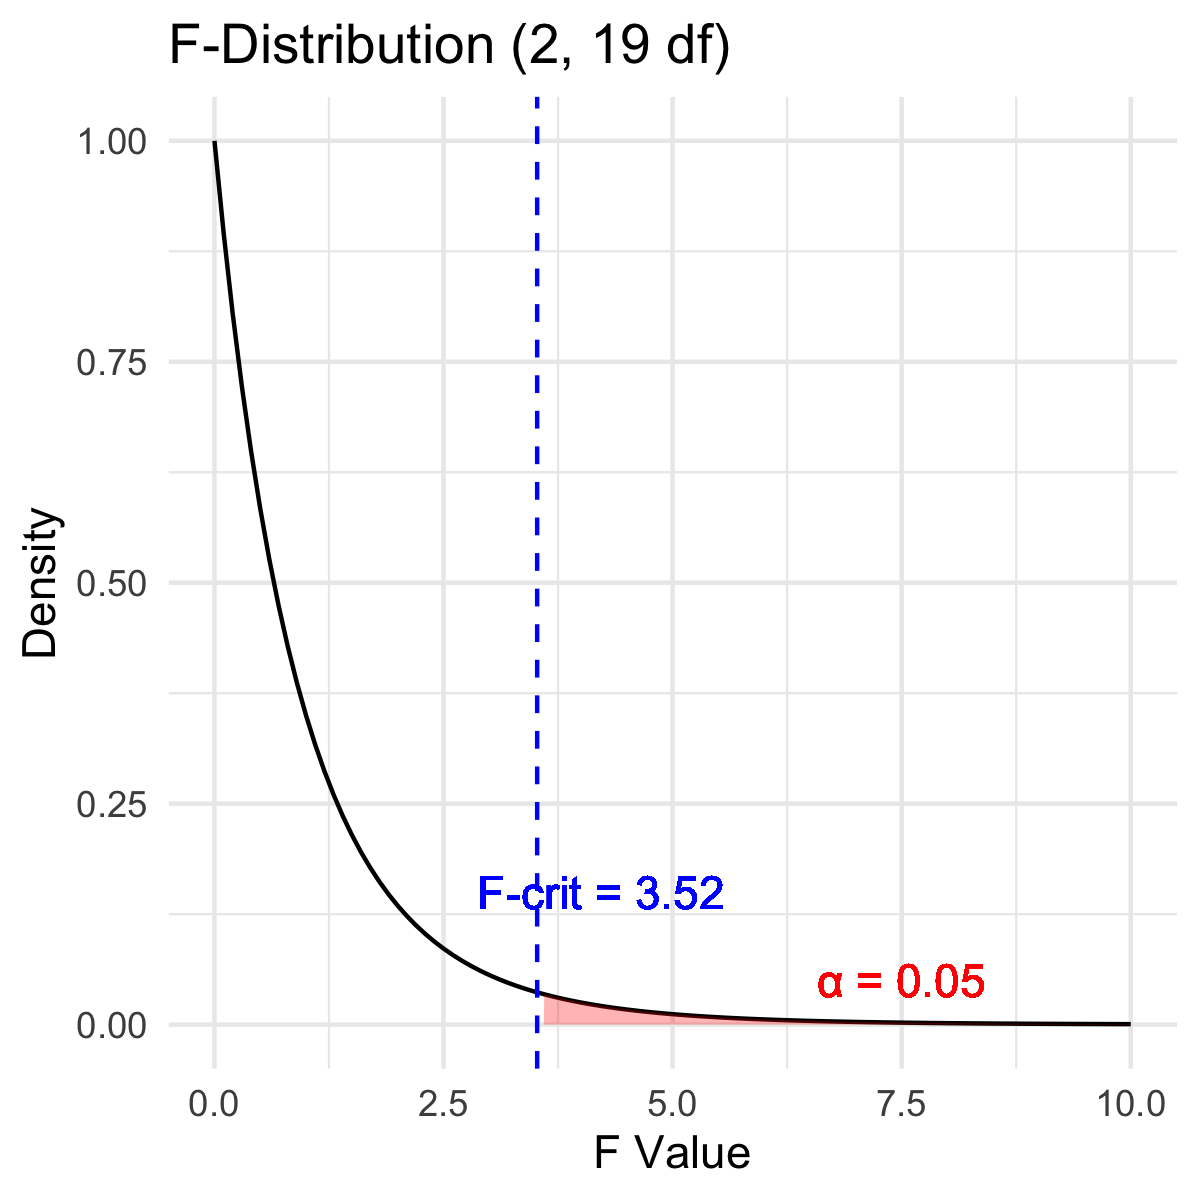 F-Distribution (2, 19 df)
1.00
0.75
0.50
0.25
0.00
Density
F-crit = 3.52
α = 0.05
0.0
2.5
5.0
7.5
10.0
F Value